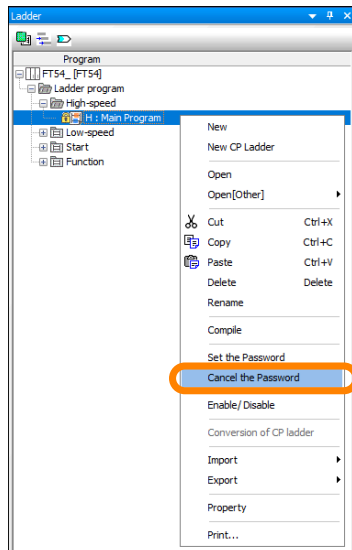 Ladder
Program
FT54_ [FT54]
Ladder program
High-speed
H : Main Program
Low-speed
Start
Function
New
New CP Ladder
Open
Open[Other]
Cut Ctrl+X
Copy Ctrl+C
Paste Ctrl+V
Delete Delete
Rename
Compile
Set the Password
Cancel the Password
Enable/Disable
Conversion of CP ladder
Import
Export
Property
Print...